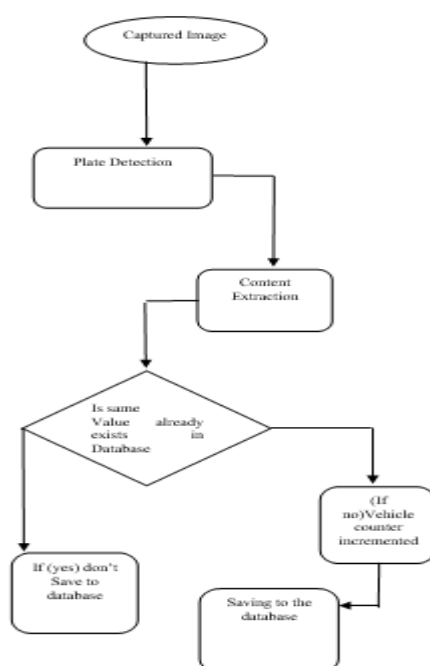 Captured Image
Plate Detection
Content
Extraction
Is same
Value already
exists in
Database
(If
no)Vehicle
counter
incremented
If (yes) don't
Save to
database
Saving to the
database